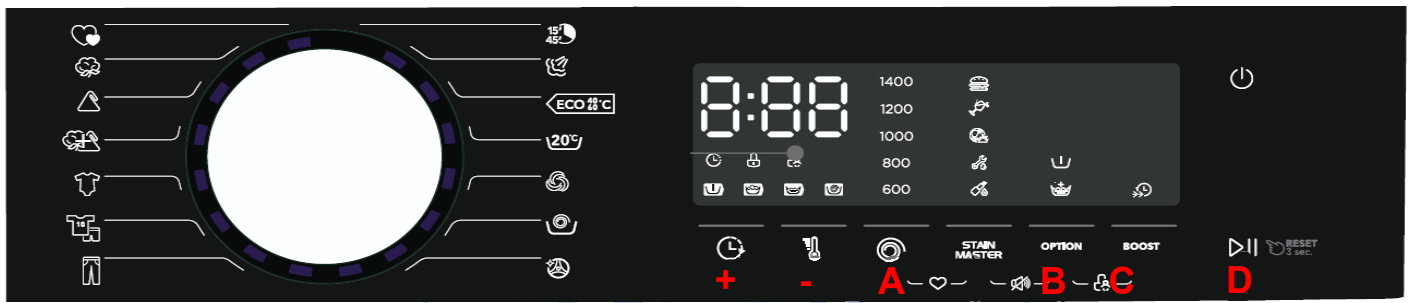 15'
45'
ECO 40°C
60°C
20°C
10
8:88
1400
1200
1000
800
600
STAIN
MASTER
OPTION
BOOST
RESET
3 sec.
+
-
A
B
C
D